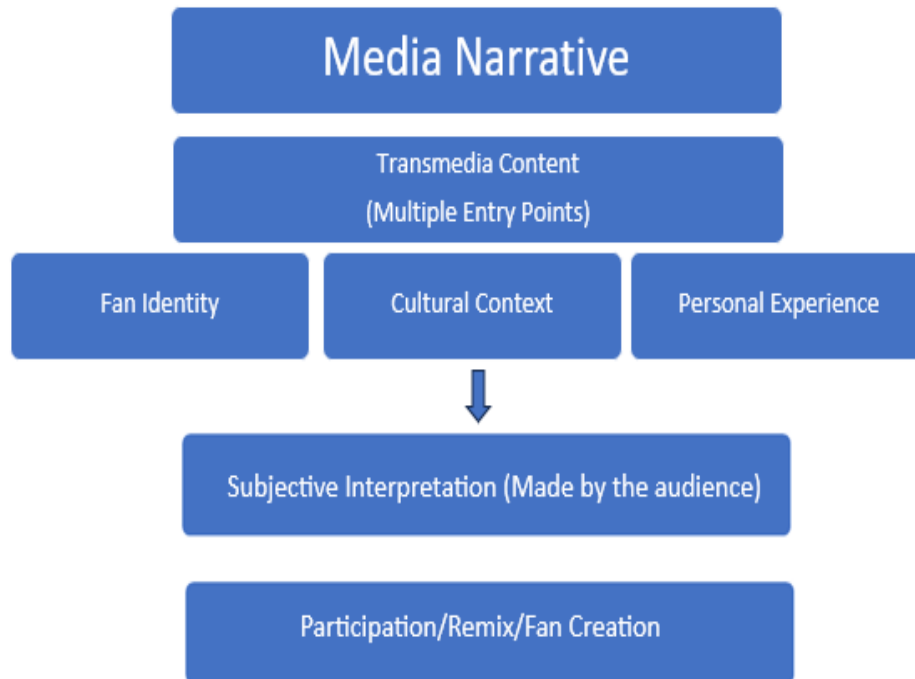 Media Narrative
Transmedia Content
(Multiple Entry Points)
Fan Identity
Cultural Context
Personal Experience
Subjective Interpretation (Made by the audience)
Participation/Remix/Fan Creation